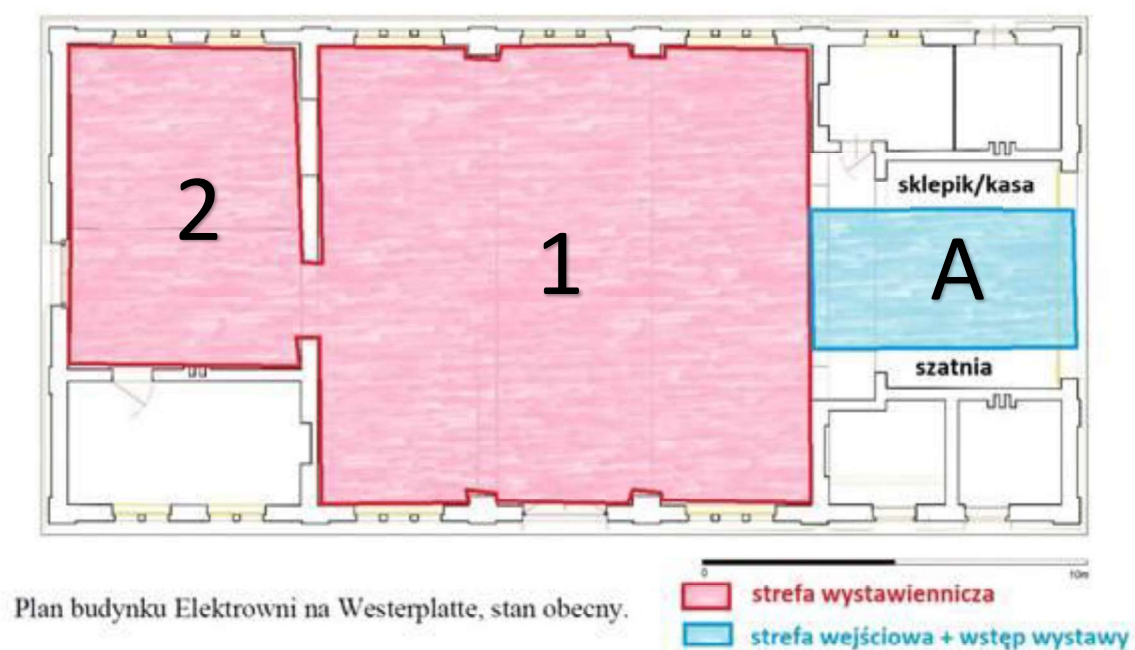 sklepik/kasa
2
1
A
szatnia
0
10m
strefa wystawiennicza
Plan budynku Elektrowni na Westerplatte, stan obecny.
strefa wejściowa + wstęp wystawy